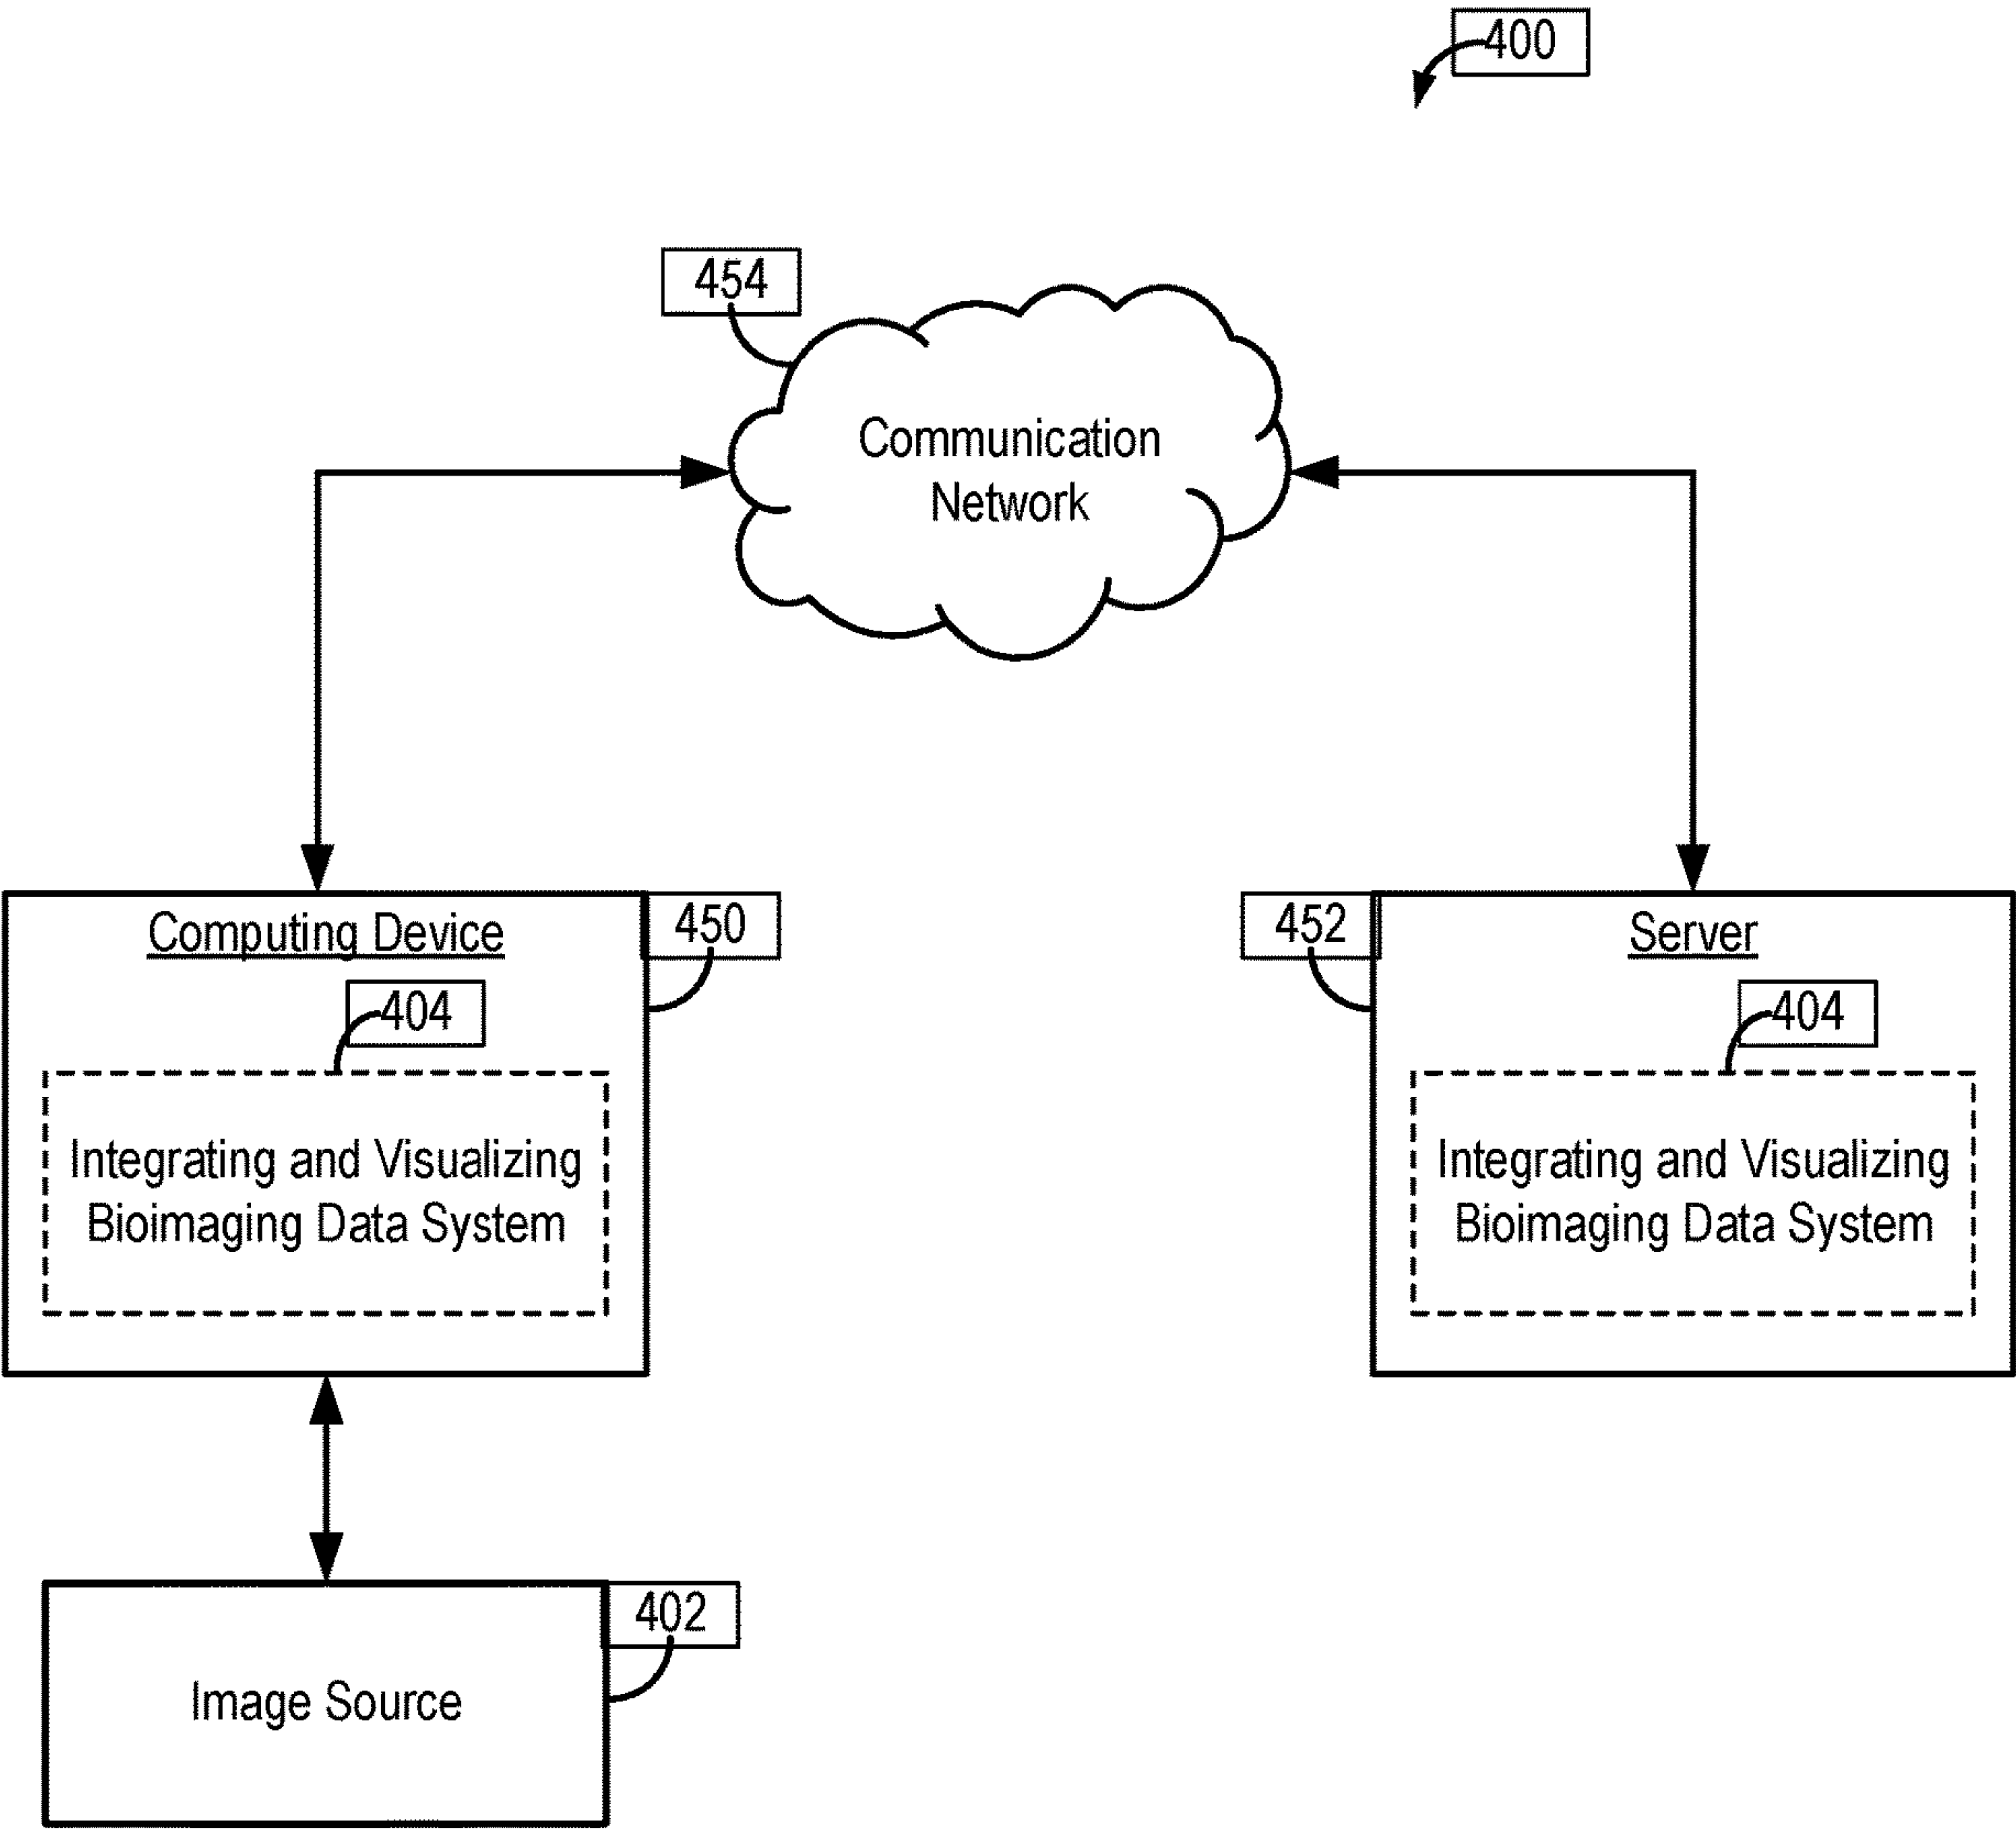 400
454
Communication
Network
Computing Device
450
452
Server
404
404
Integrating and Visualizing
Bioimaging Data System
Integrating and Visualizing
Bioimaging Data System
402
Image Source